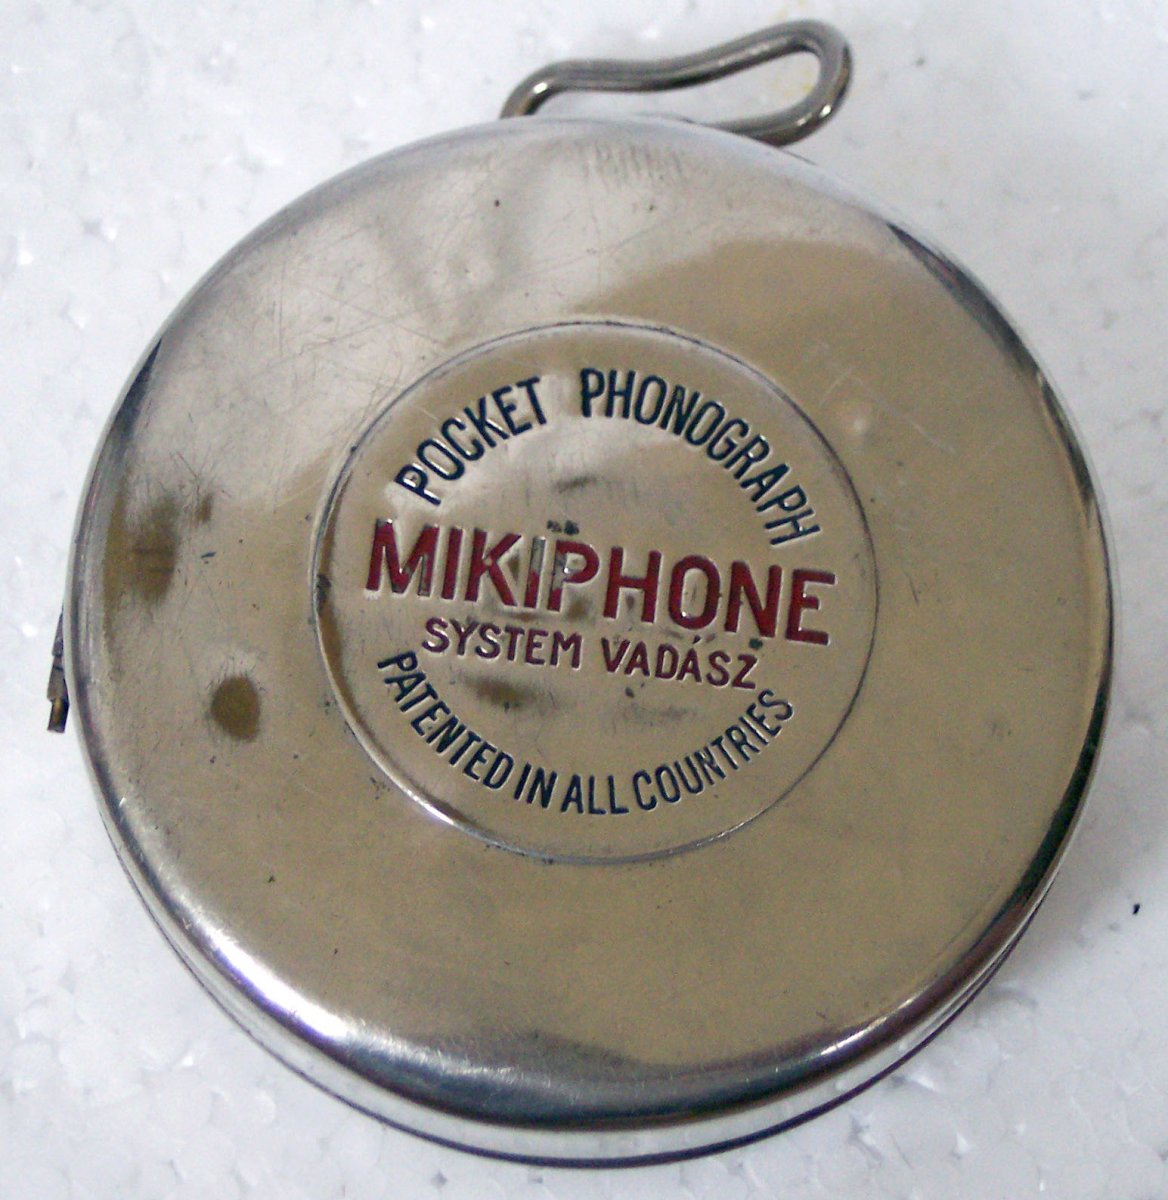 POCKET PHONOGRAPH
MIKIPHONE
SYSTEM VADÁSZ
PATENTED IN ALL COUNTRIES